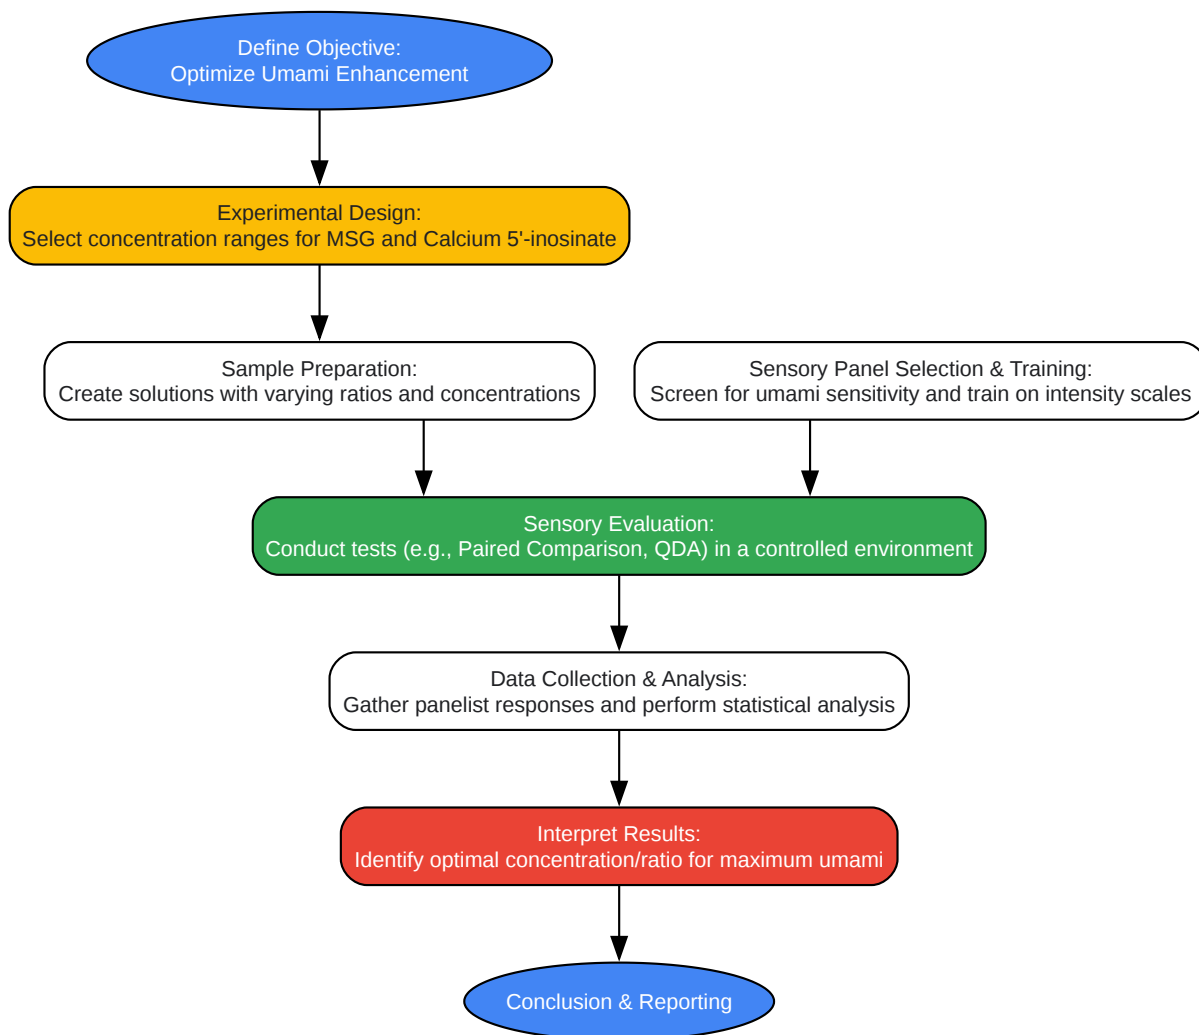 Define Objective:
Optimize Umami Enhancement
Experimental Design:
Select concentration ranges for MSG and Calcium 5'-inosinate
Sample Preparation:
Create solutions with varying ratios and concentrations
Sensory Panel Selection & Training:
Screen for umami sensitivity and train on intensity scales
Sensory Evaluation:
Conduct tests (e.g., Paired Comparison, QDA) in a controlled environment
Data Collection & Analysis:
Gather panelist responses and perform statistical analysis
Interpret Results:
Identify optimal concentration/ratio for maximum umami
Conclusion & Reporting